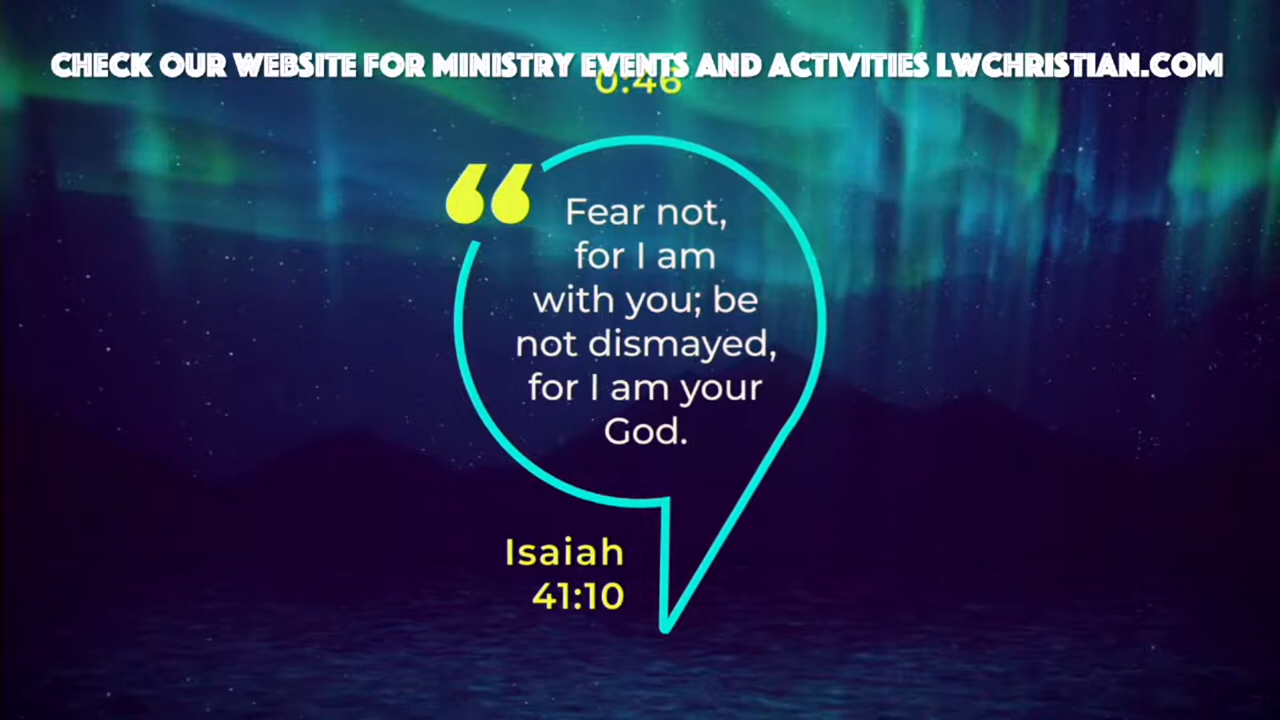 CHECK OUR WEBSITE FOR MINISTRY EVENTS AND ACTIVITIES LWCHRISTIAN.COM
0:46
“
Fear not,
for I am
with you; be
not dismayed,
for I am your
God.
Isaiah
41:10